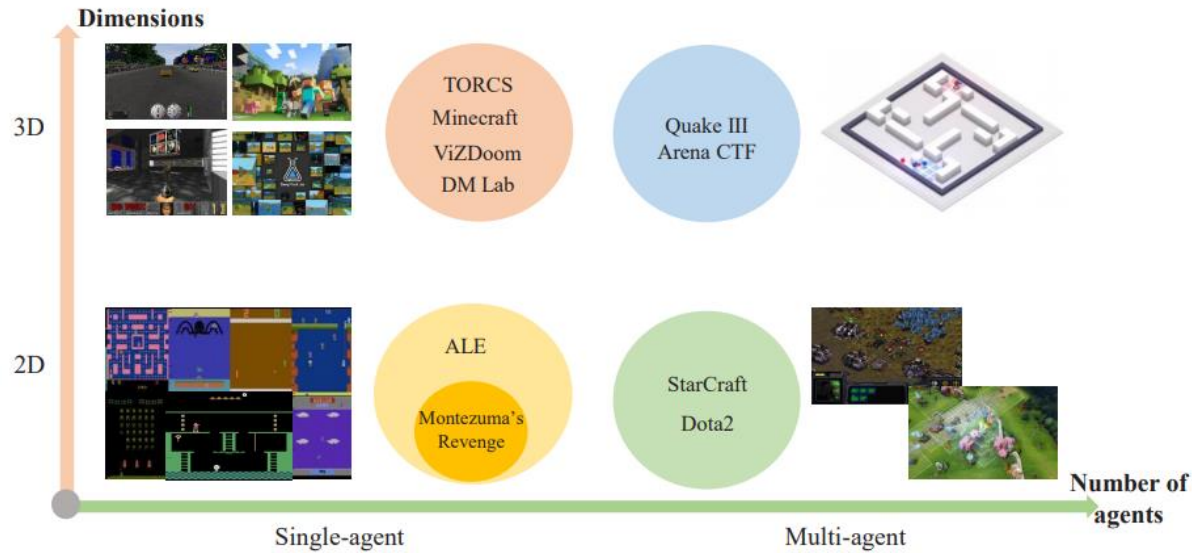 Dimensions
3D
TORCS
Minecraft
ViZDoom
DM Lab
Quake III
Arena CTF
2D
ALE
Montezuma's
Revenge
StarCraft
Dota2
Number of
agents
Single-agent
Multi-agent